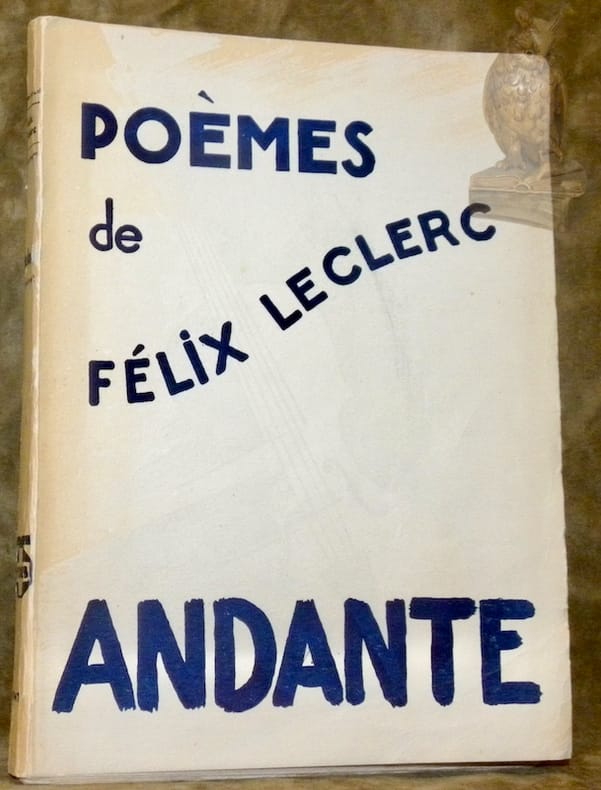 POÈMES
de
FÉLiX LECLERC
ANDANTE